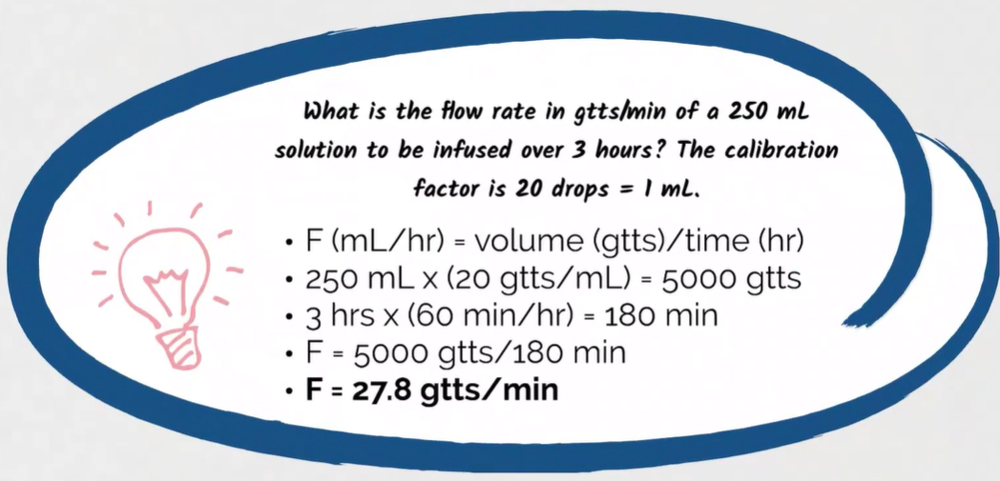 What is the flow rate in gtts/min of a 250 mL
solution to be infused over 3 hours? The calibration
factor is 20 drops = 1 mL.
• F (mL/hr) = volume (gtts)/time (hr)
• 250 mL x (20 gtts/mL) = 5000 gtts
• 3 hrs x (60 min/hr) = 180 min
• F = 5000 gtts/180 min
• F = 27.8 gtts/min